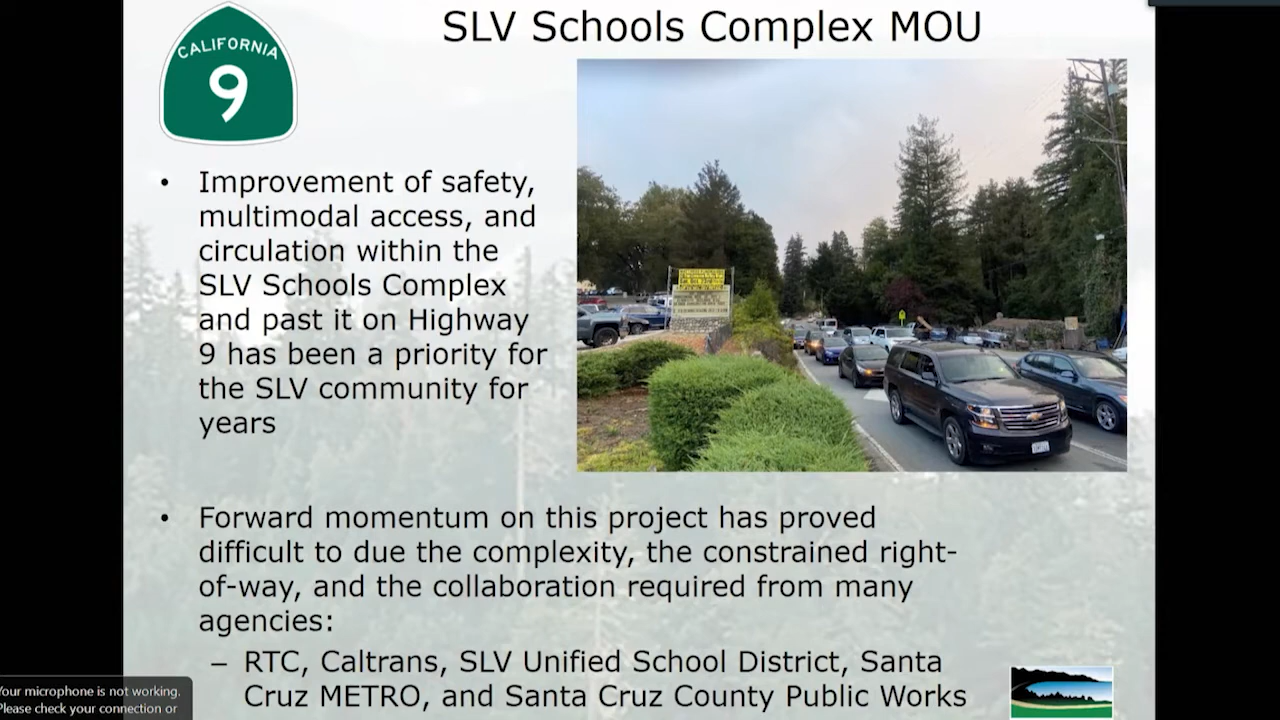 SLV Schools Complex MOU
CALIFORNIA
9
• Improvement of safety,
multimodal access, and
circulation within the
SLV Schools Complex
and past it on Highway
9 has been a priority for
the SLV community for
years
• Forward momentum on this project has proved
difficult to due the complexity, the constrained right-
of-way, and the collaboration required from many
agencies:
– RTC, Caltrans, SLV Unified School District, Santa
Cruz METRO, and Santa Cruz County Public Works
Your microphone is not working.
Please check your connection or